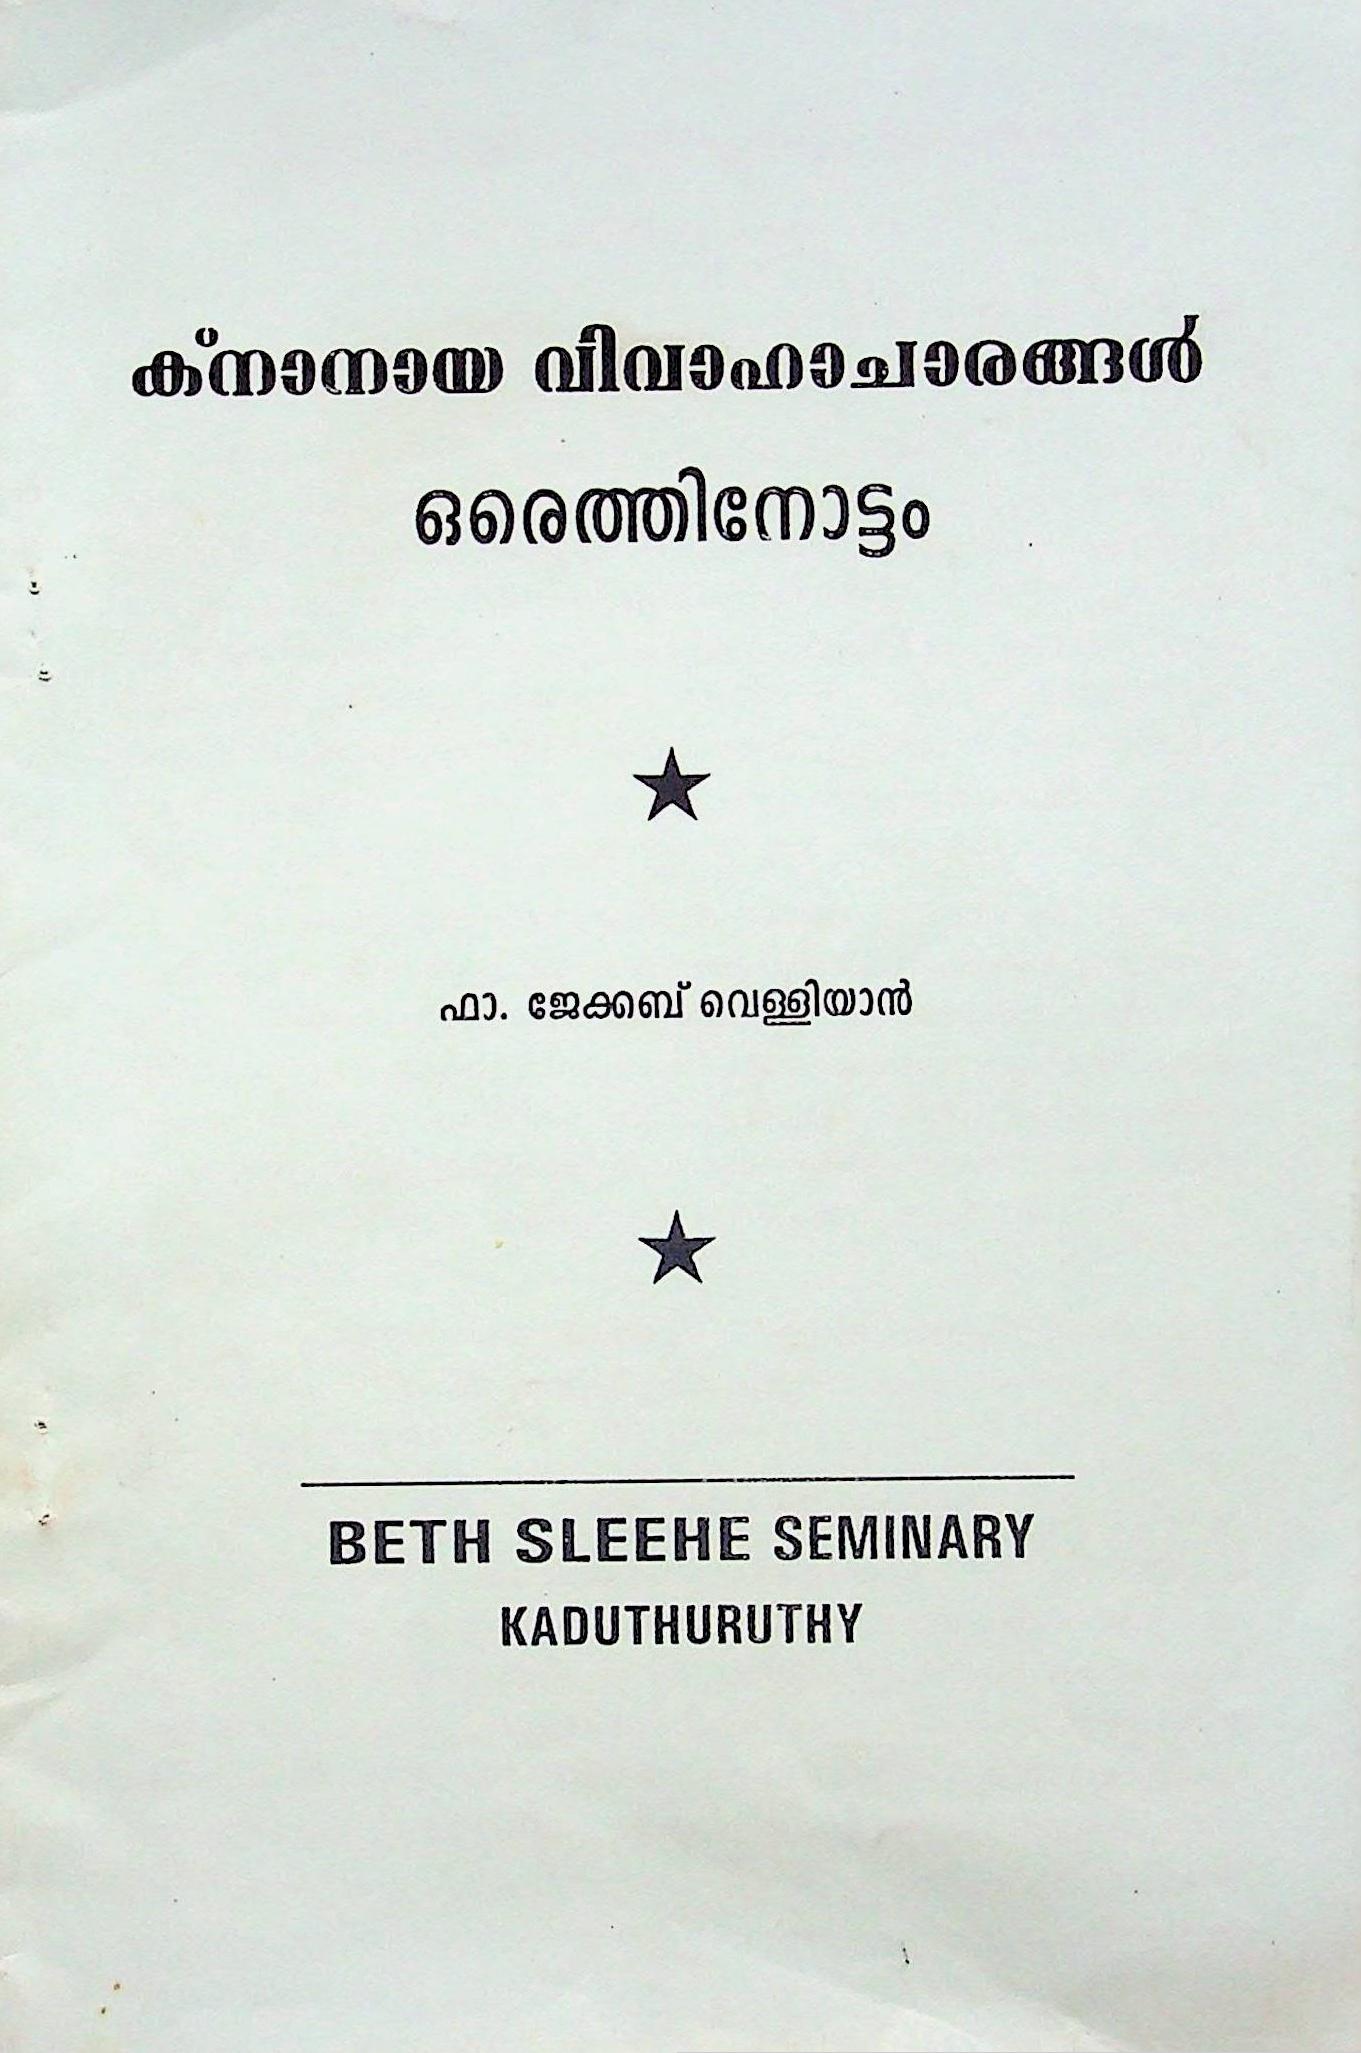 ക്നാനായ വിവാഹാചാരങ്ങൾ
ഒരെത്തിനോട്ടം
ഫാ. ജേക്കബ് വെള്ളിയാൻ
BETH SLEEHE SEMINARY
KADUTHURUTHY